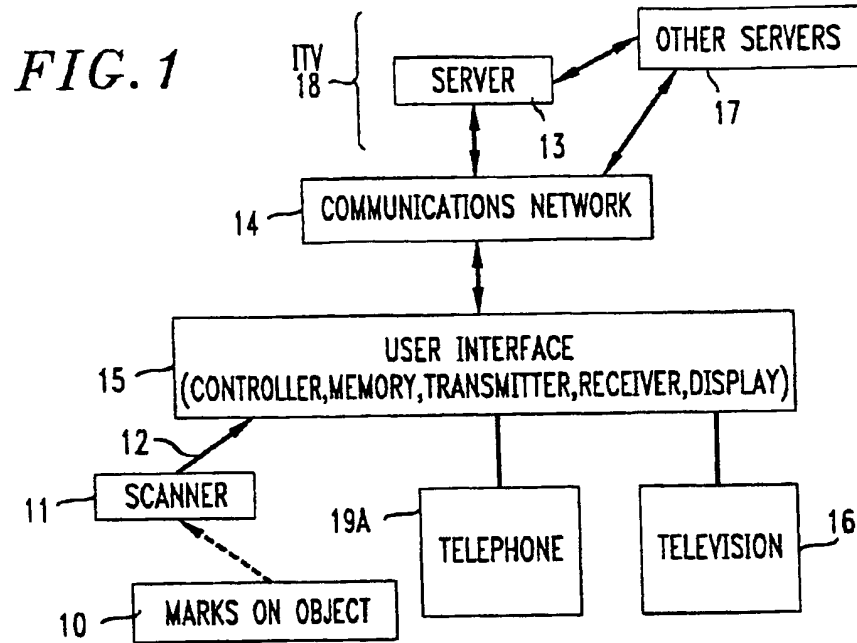 FIG. 1
ITV
18
SERVER
13
OTHER SERVERS
17
14
COMMUNICATIONS NETWORK
15
USER INTERFACE
(CONTROLLER,MEMORY,TRANSMITTER,RECEIVER,DISPLAY)
12
11
SCANNER
19A
TELEPHONE
TELEVISION
16
10
MARKS ON OBJECT